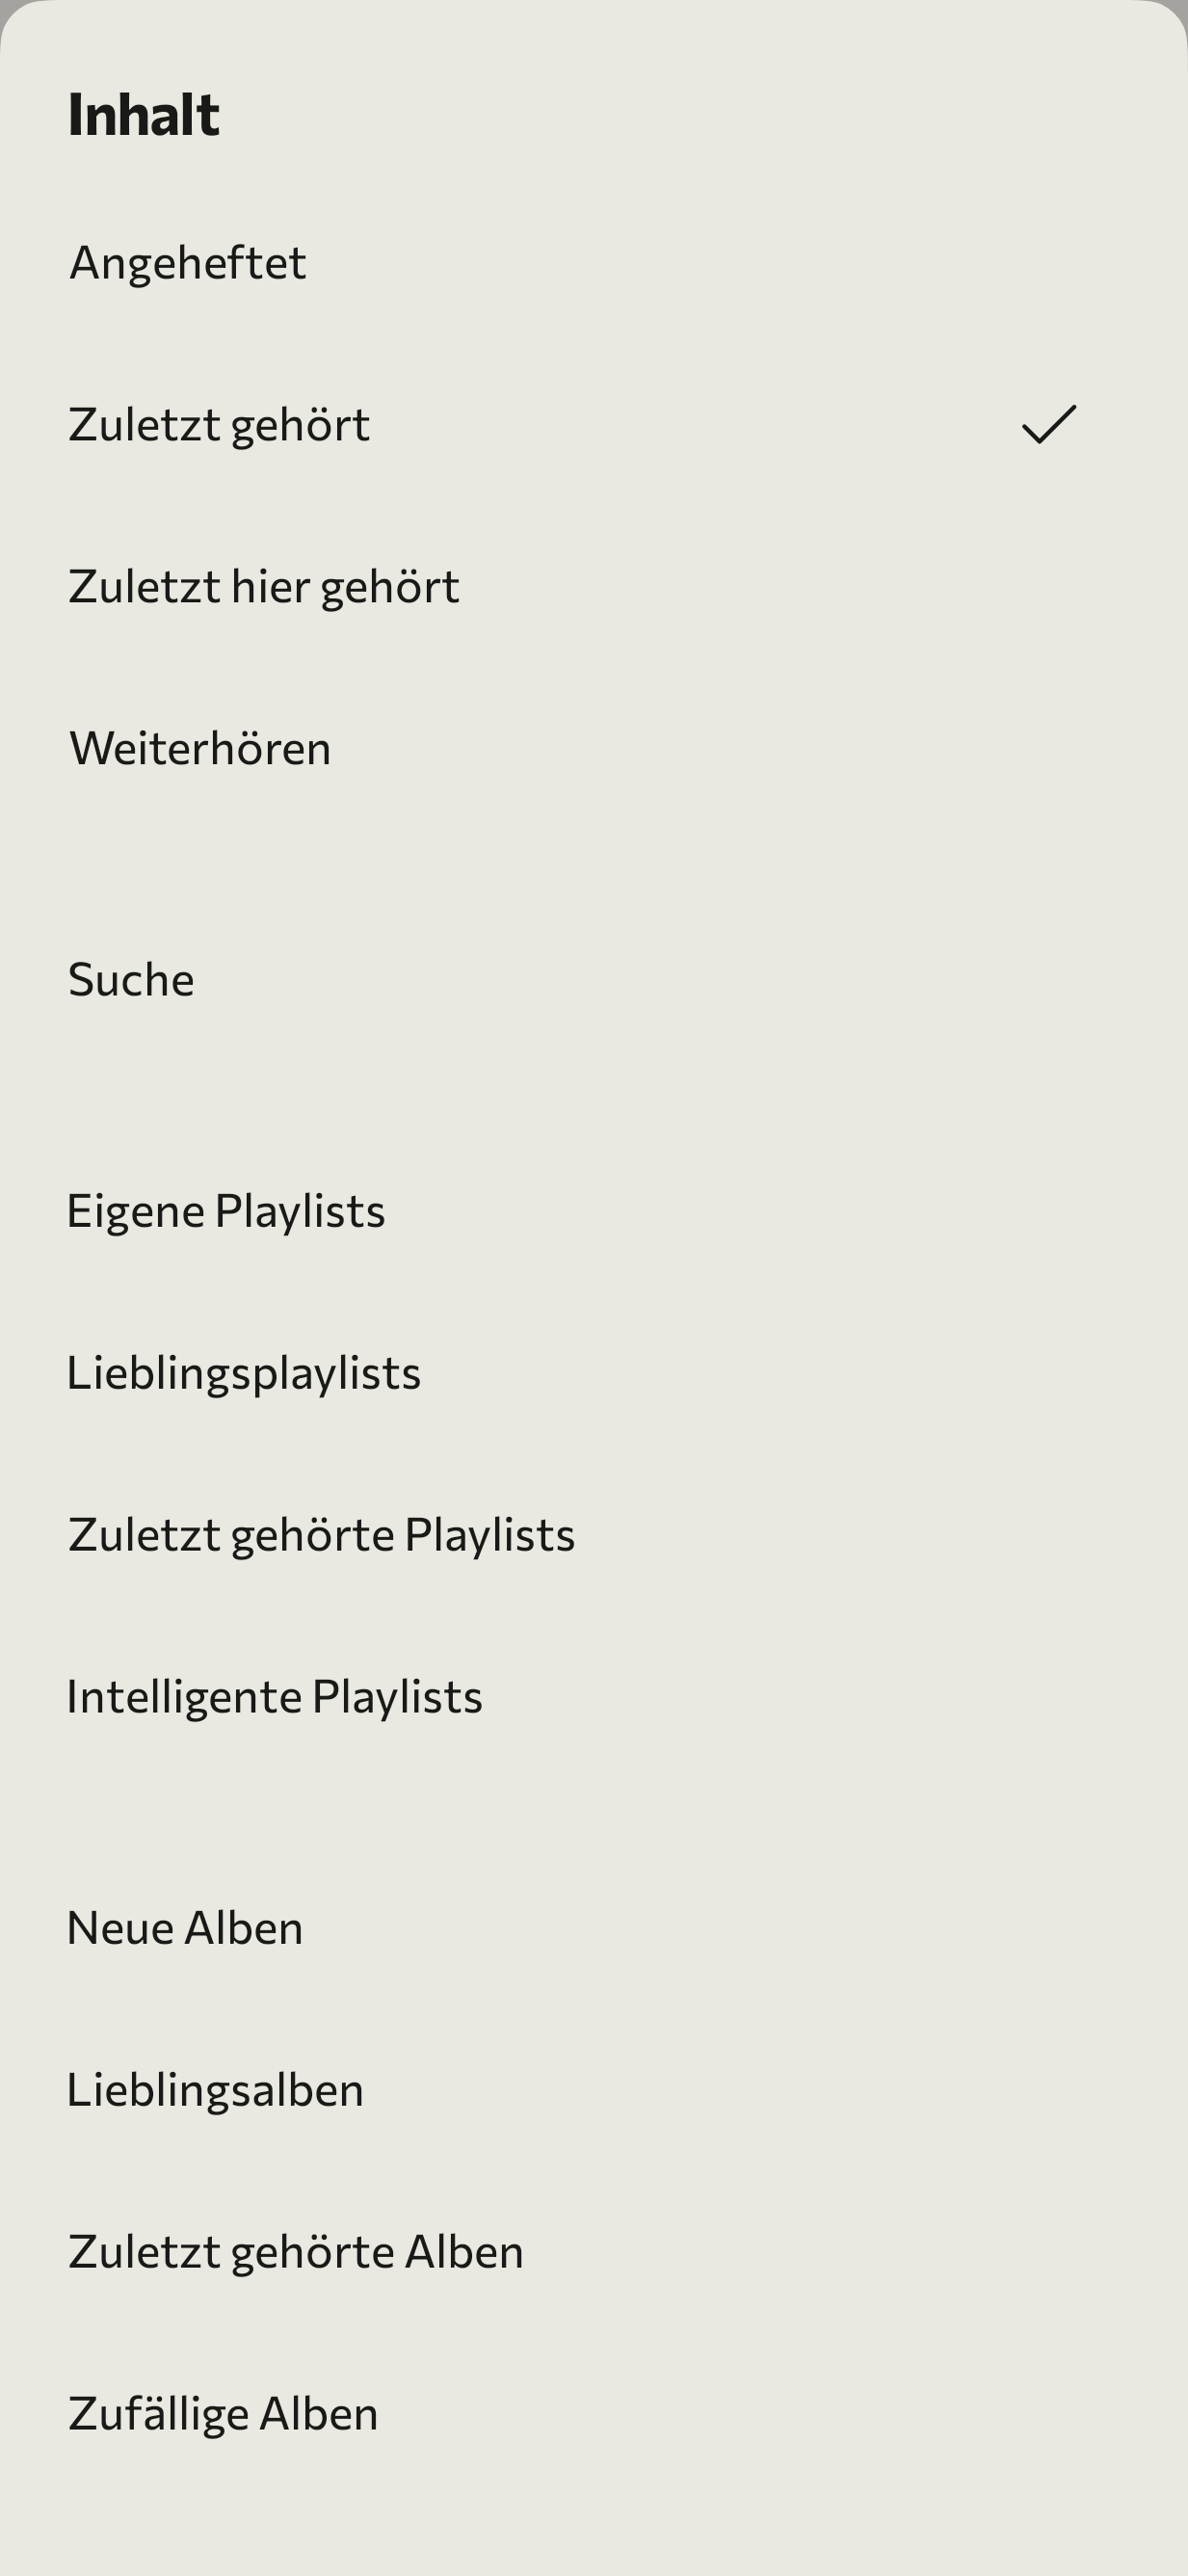 Inhalt
Angeheftet
Zuletzt gehört
Zuletzt hier gehört
Weiterhören
Suche
Eigene Playlists
Lieblingsplaylists
Zuletzt gehörte Playlists
Intelligente Playlists
Neue Alben
Lieblingsalben
Zuletzt gehörte Alben
Zufällige Alben